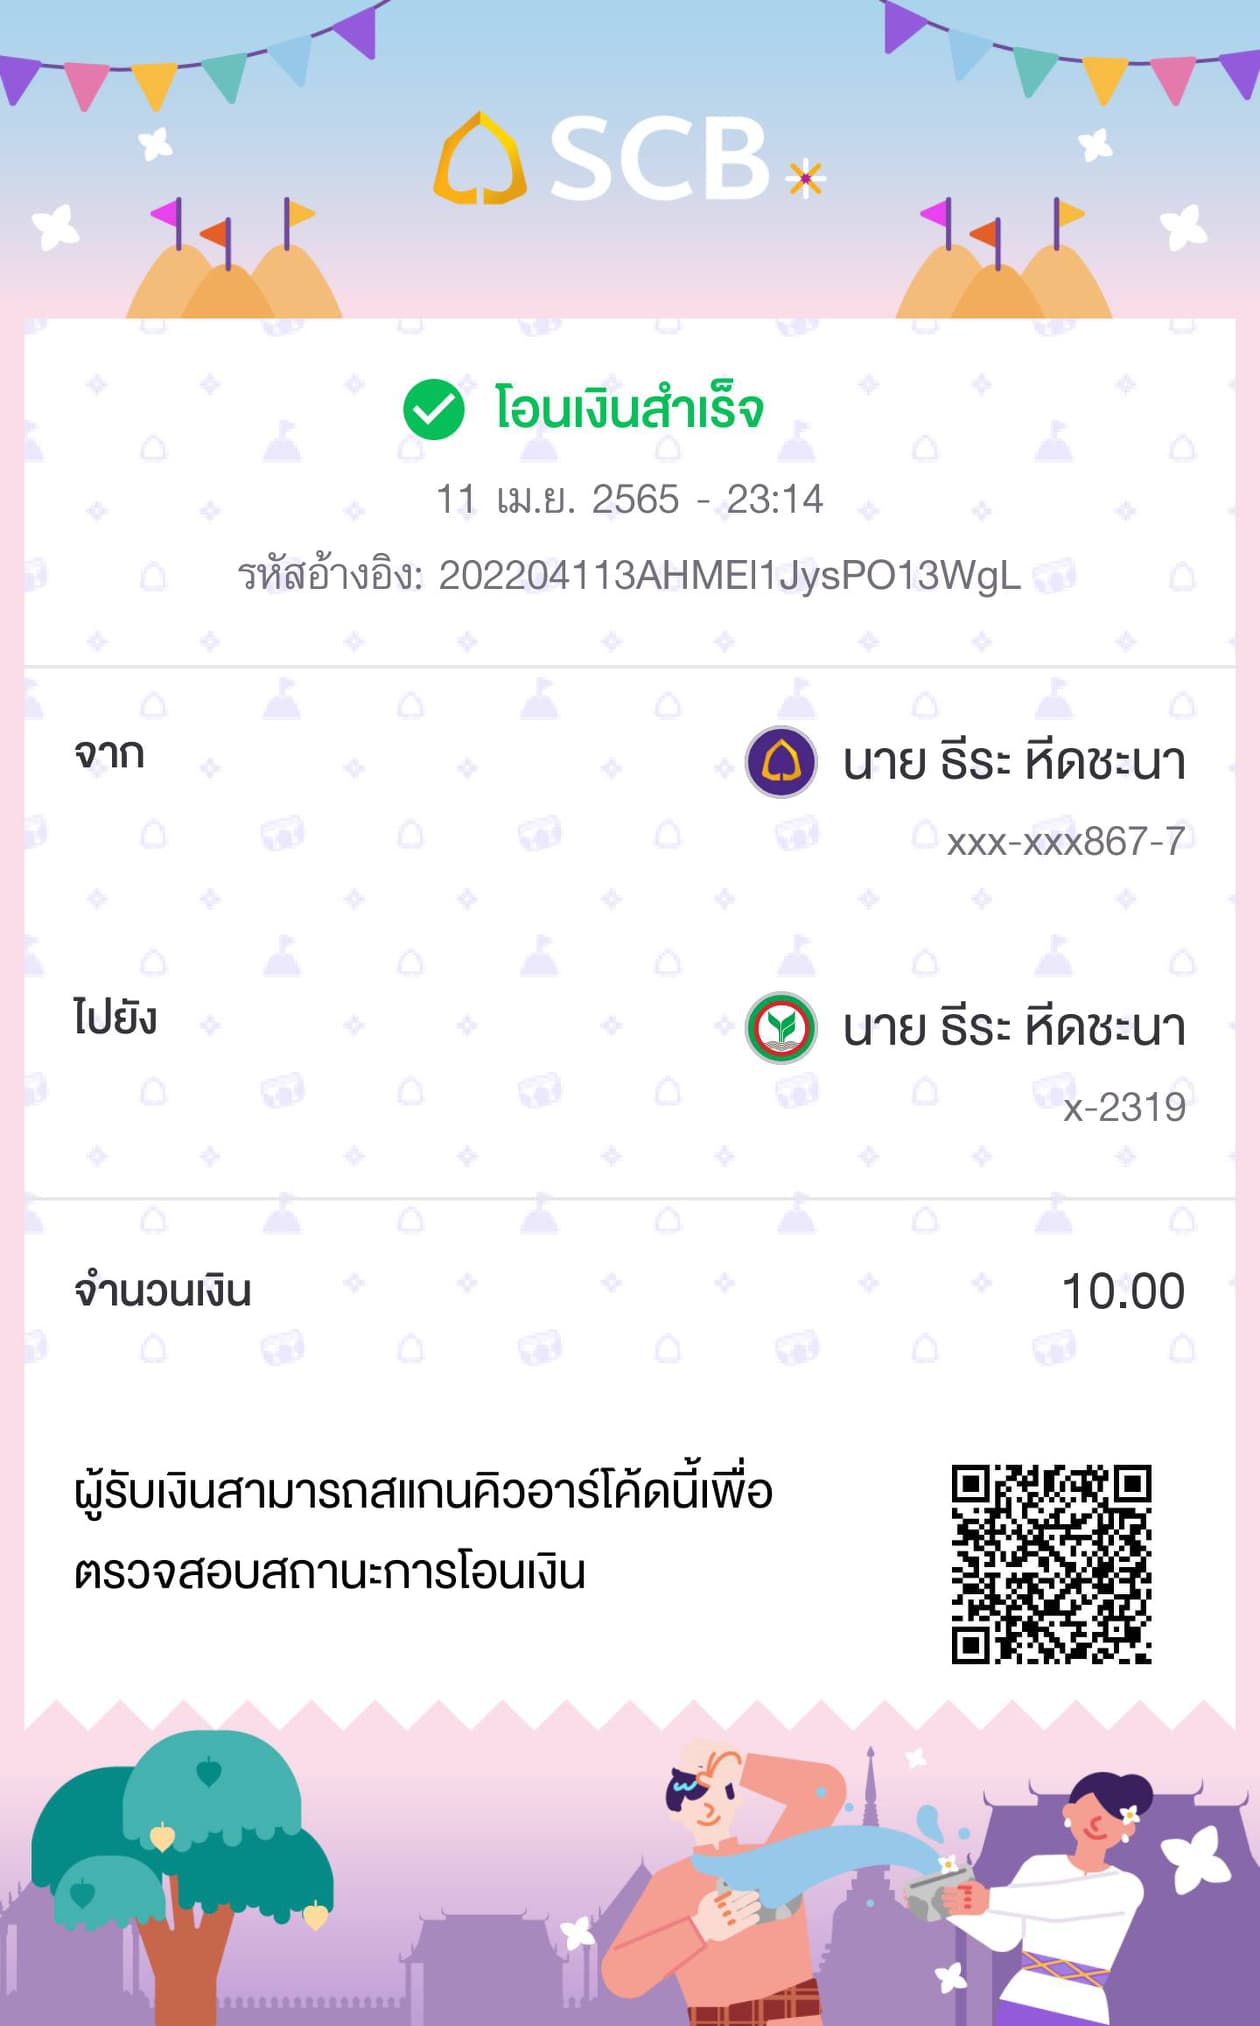 SCB
โอนเงินสำเร็จ
11 เม.ย. 2565 - 23:14
รหัสอ้างอิง: 202204113AHMEI1JysPO13WgL
จาก
นาย ธีระ หีดชะนา
xxx-xxx867-7
ไปยัง
นาย ธีระ หีดชะนา
x-2319
จำนวนเงิน
10.00
ผู้รับเงินสามารถสแกนคิวอาร์โค้ดนี้เพื่อ
ตรวจสอบสถานะการโอนเงิน